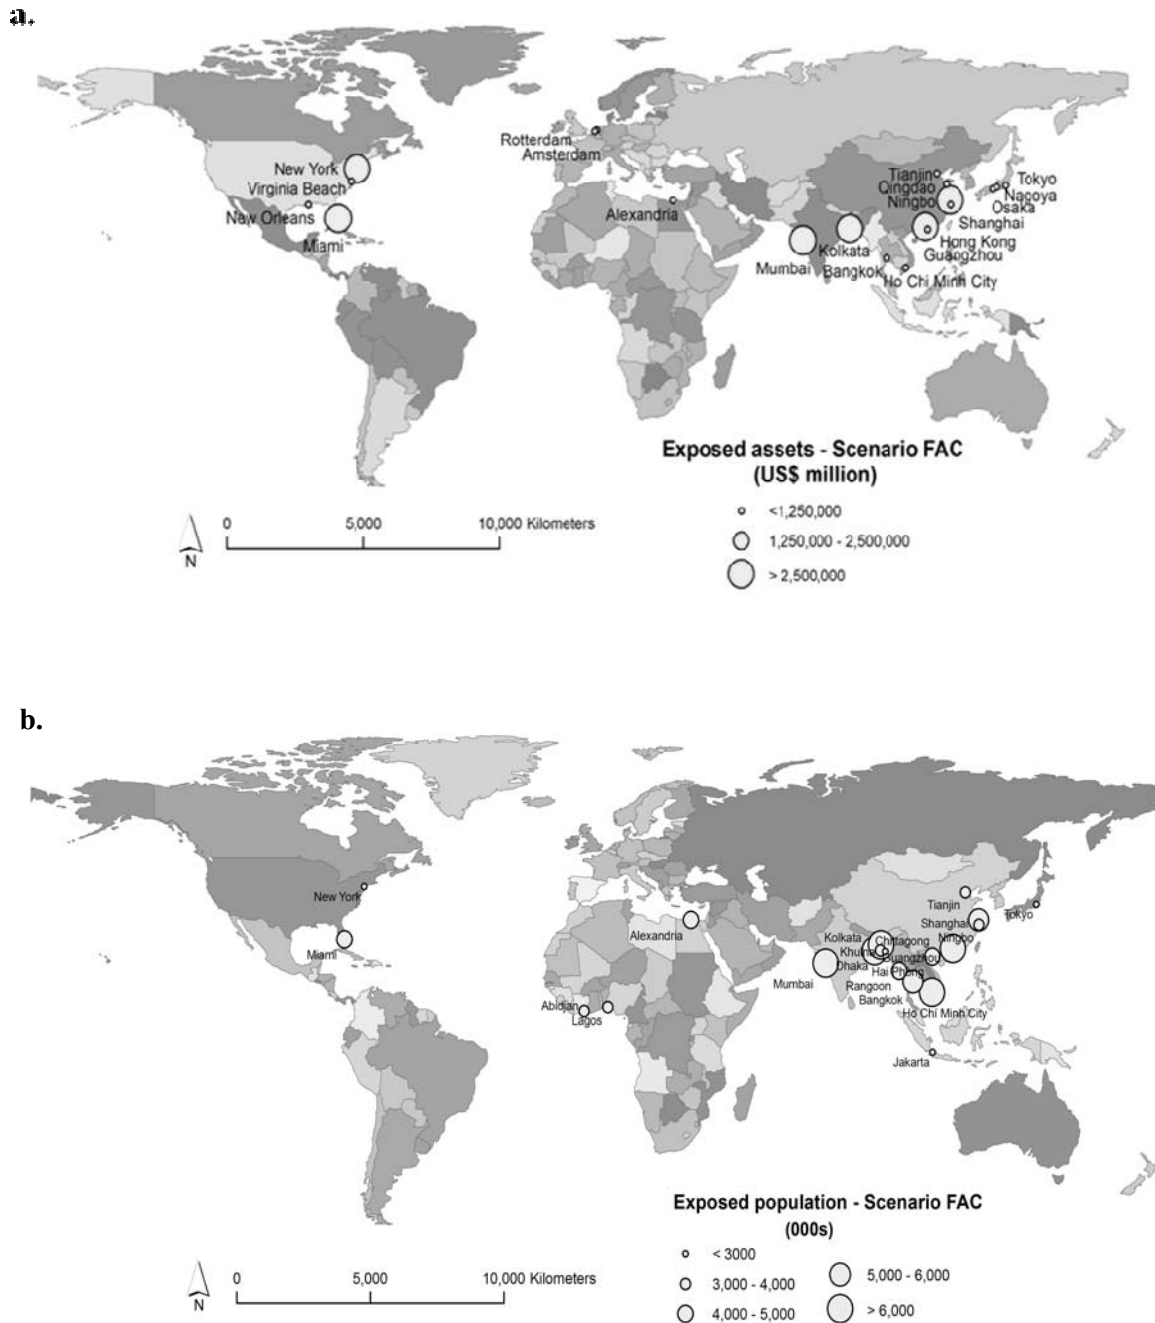 a.
Rotterdam
Amsterdam
New York
Virginia Beach
New Orleans
Miami
Alexandria
Tianjin
Qingdao
Ningbo
Tokyo
Nagoya
Osaka
Shanghai
Hong Kong
Guangzhou
Kolkata
Mumbai
Bangkok
Ho Chi Minh City
Exposed assets - Scenario FAC
(US$ million)
<1,250,000
1,250,000 - 2,500,000
> 2,500,000
0 5,000 10,000 Kilometers
N
b.
New York
Miami
Alexandria
Abidjan
Lagos
Tianjin
Shanghai
Tokyo
Ningbo
Kolkata
Chittagong
Khulna
Guangzhou
Dhaka
Hai Phong
Mumbai
Rangoon
Bangkok
Ho Chi Minh City
Jakarta
Exposed population - Scenario FAC
(000s)
< 3000
3,000 - 4,000
4,000 - 5,000
5,000 - 6,000
> 6,000
0 5,000 10,000 Kilometers
N